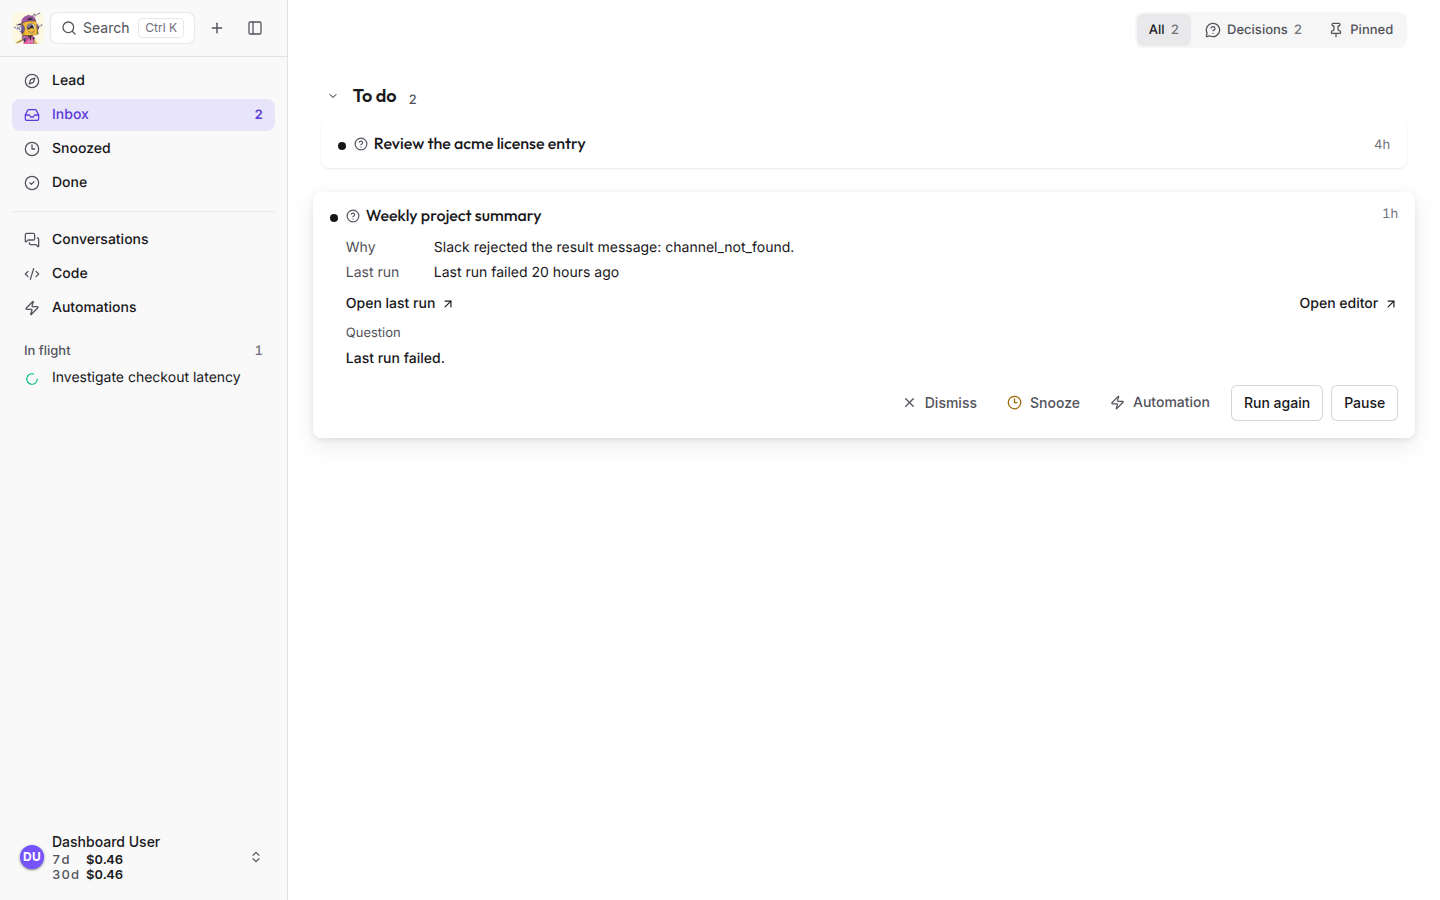 Search Ctrl K
All 2 Decisions 2 Pinned
Lead
Inbox 2
Snoozed
Done
Conversations
Code
Automations
In flight 1
Investigate checkout latency
To do 2
Review the acme license entry 4h
Weekly project summary 1h
Why Slack rejected the result message: channel_not_found.
Last run Last run failed 20 hours ago
Open last run Open editor
Question
Last run failed.
Dismiss Snooze Automation Run again Pause
DU Dashboard User
7d $0.46
30d $0.46